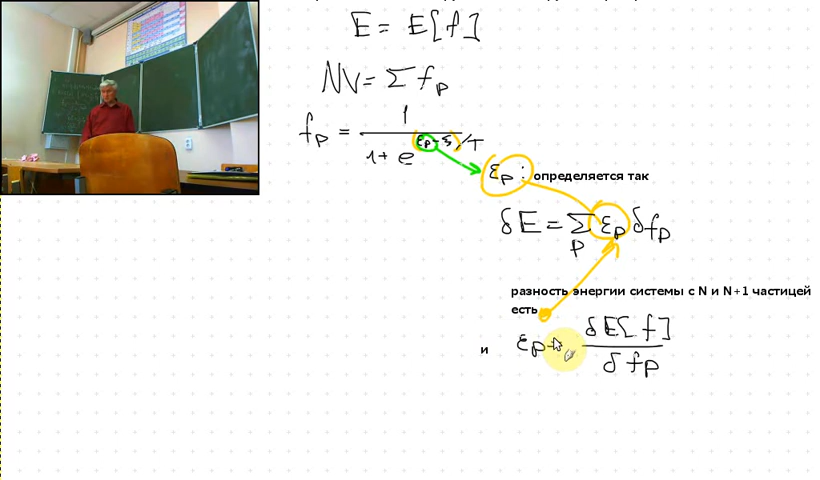 E = E[f]
NV = Σ f_p
f_p = 1 / (1 + e^(ε_p - ξ)/T)
ε_p : определяется так
δE = Σ_p ε_p δf_p
разность энергии системы с N и N+1 частицей
есть
и ε_p = δE[f] / δf_p